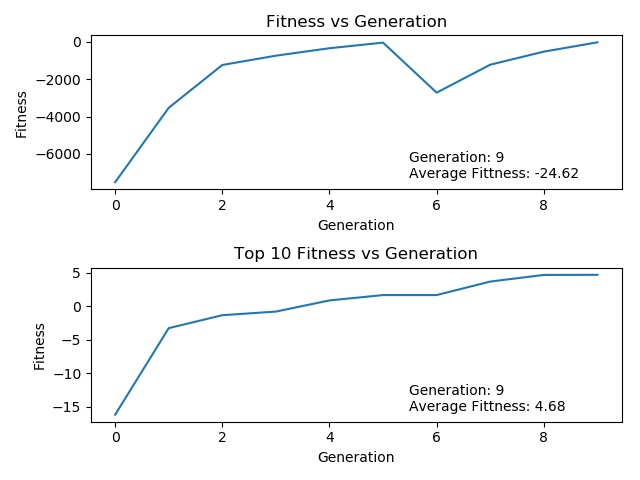 Fitness vs Generation
0
−2000
−4000
−6000
Fitness
Generation: 9
Average Fittness: -24.62
0 2 4 6 8
Generation
Top 10 Fitness vs Generation
5
0
−5
−10
−15
Fitness
Generation: 9
Average Fittness: 4.68
0 2 4 6 8
Generation